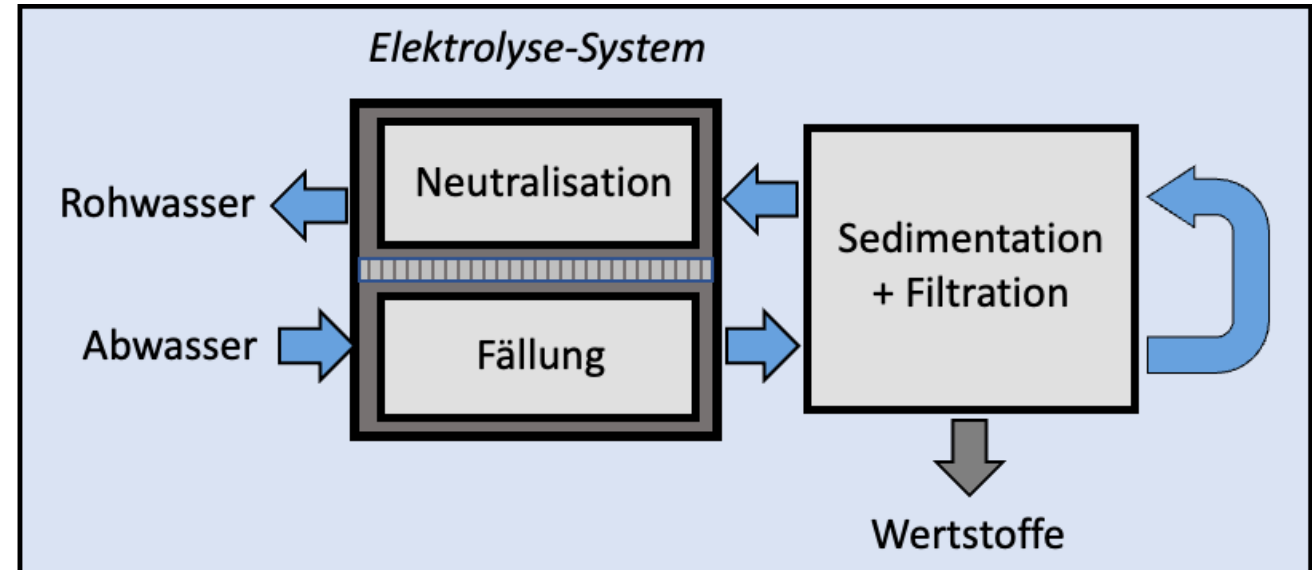 Elektrolyse-System
Neutralisation
Rohwasser
Sedimentation
+ Filtration
Abwasser
Fällung
Wertstoffe